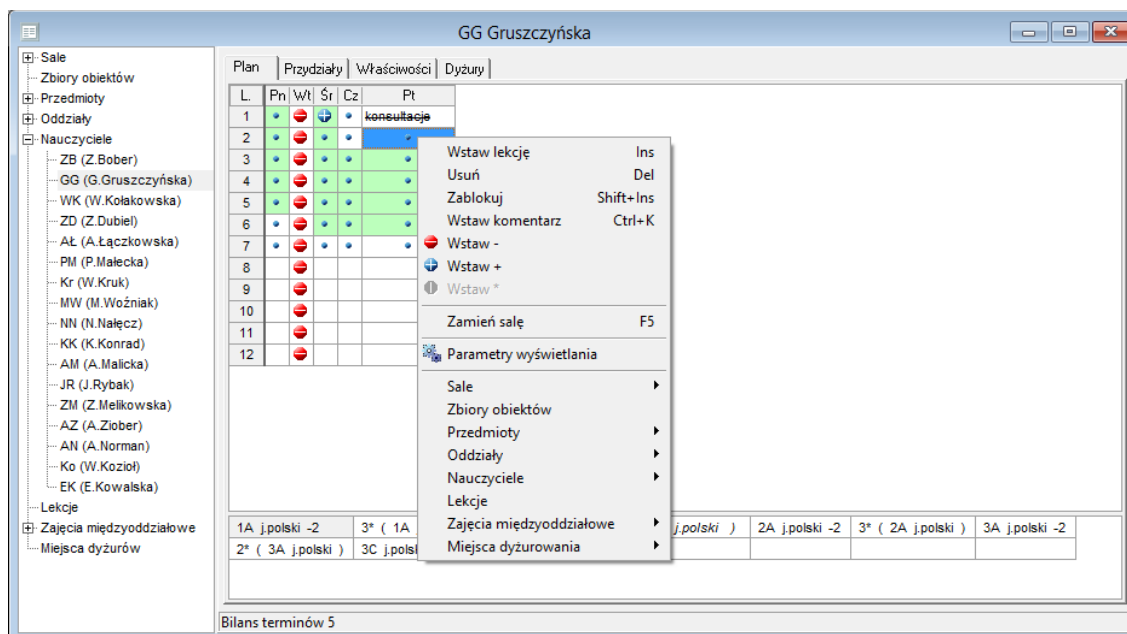 GG Gruszczyńska
Sale
Zbiory obiektów
Przedmioty
Oddziały
Nauczyciele
ZB (Z.Bober)
GG (G.Gruszczyńska)
WK (W.Kołakowska)
ZD (Z.Dubiel)
AŁ (A.Łączkowska)
PM (P.Małecka)
Kr (W.Kruk)
MW (M.Woźniak)
NN (N.Nałęcz)
KK (K.Konrad)
AM (A.Malicka)
JR (J.Rybak)
ZM (Z.Melikowska)
AZ (A.Ziober)
AN (A.Norman)
Ko (W.Kozioł)
EK (E.Kowalska)
Lekcje
Zajęcia międzyoddziałowe
Miejsca dyżurów
Plan Przydziały Właściwości Dyżury
L. Pn Wt Śr Cz Pt
1 konsultacje
2
3
4
5
6
7
8
9
10
11
12
Wstaw lekcję Ins
Usuń Del
Zablokuj Shift+Ins
Wstaw komentarz Ctrl+K
Wstaw -
Wstaw +
Wstaw *
Zamień salę F5
Parametry wyświetlania
Sale
Zbiory obiektów
Przedmioty
Oddziały
Nauczyciele
Lekcje
Zajęcia międzyoddziałowe
Miejsca dyżurowania
1A j.polski -2 3* ( 1A j.polski ) 2A j.polski -2 3* ( 2A j.polski ) 3A j.polski -2
2* ( 3A j.polski ) 3C
Bilans terminów 5